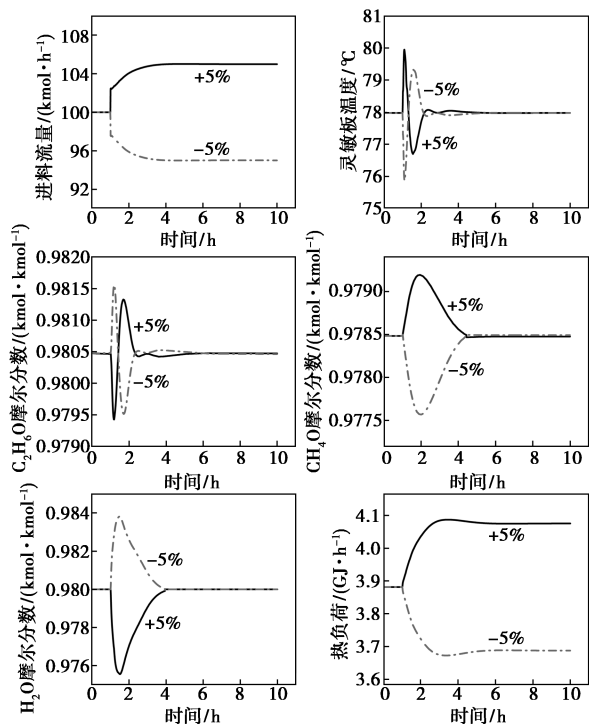 进料流量/(kmol·h⁻¹)
108
104
100
96
92
+5%
−5%
0 2 4 6 8 10
时间/h
灵敏板温度/℃
81
80
79
78
77
76
75
−5%
+5%
0 2 4 6 8 10
时间/h
C₂H₆O摩尔分数/(kmol·kmol⁻¹)
0.9820
0.9815
0.9810
0.9805
0.9800
0.9795
0.9790
+5%
−5%
0 2 4 6 8 10
时间/h
CH₄O摩尔分数/(kmol·kmol⁻¹)
0.9790
0.9785
0.9780
0.9775
+5%
−5%
0 2 4 6 8 10
时间/h
H₂O摩尔分数/(kmol·kmol⁻¹)
0.984
0.982
0.980
0.978
0.976
−5%
+5%
0 2 4 6 8 10
时间/h
热负荷/(GJ·h⁻¹)
4.1
4.0
3.9
3.8
3.7
3.6
+5%
−5%
0 2 4 6 8 10
时间/h